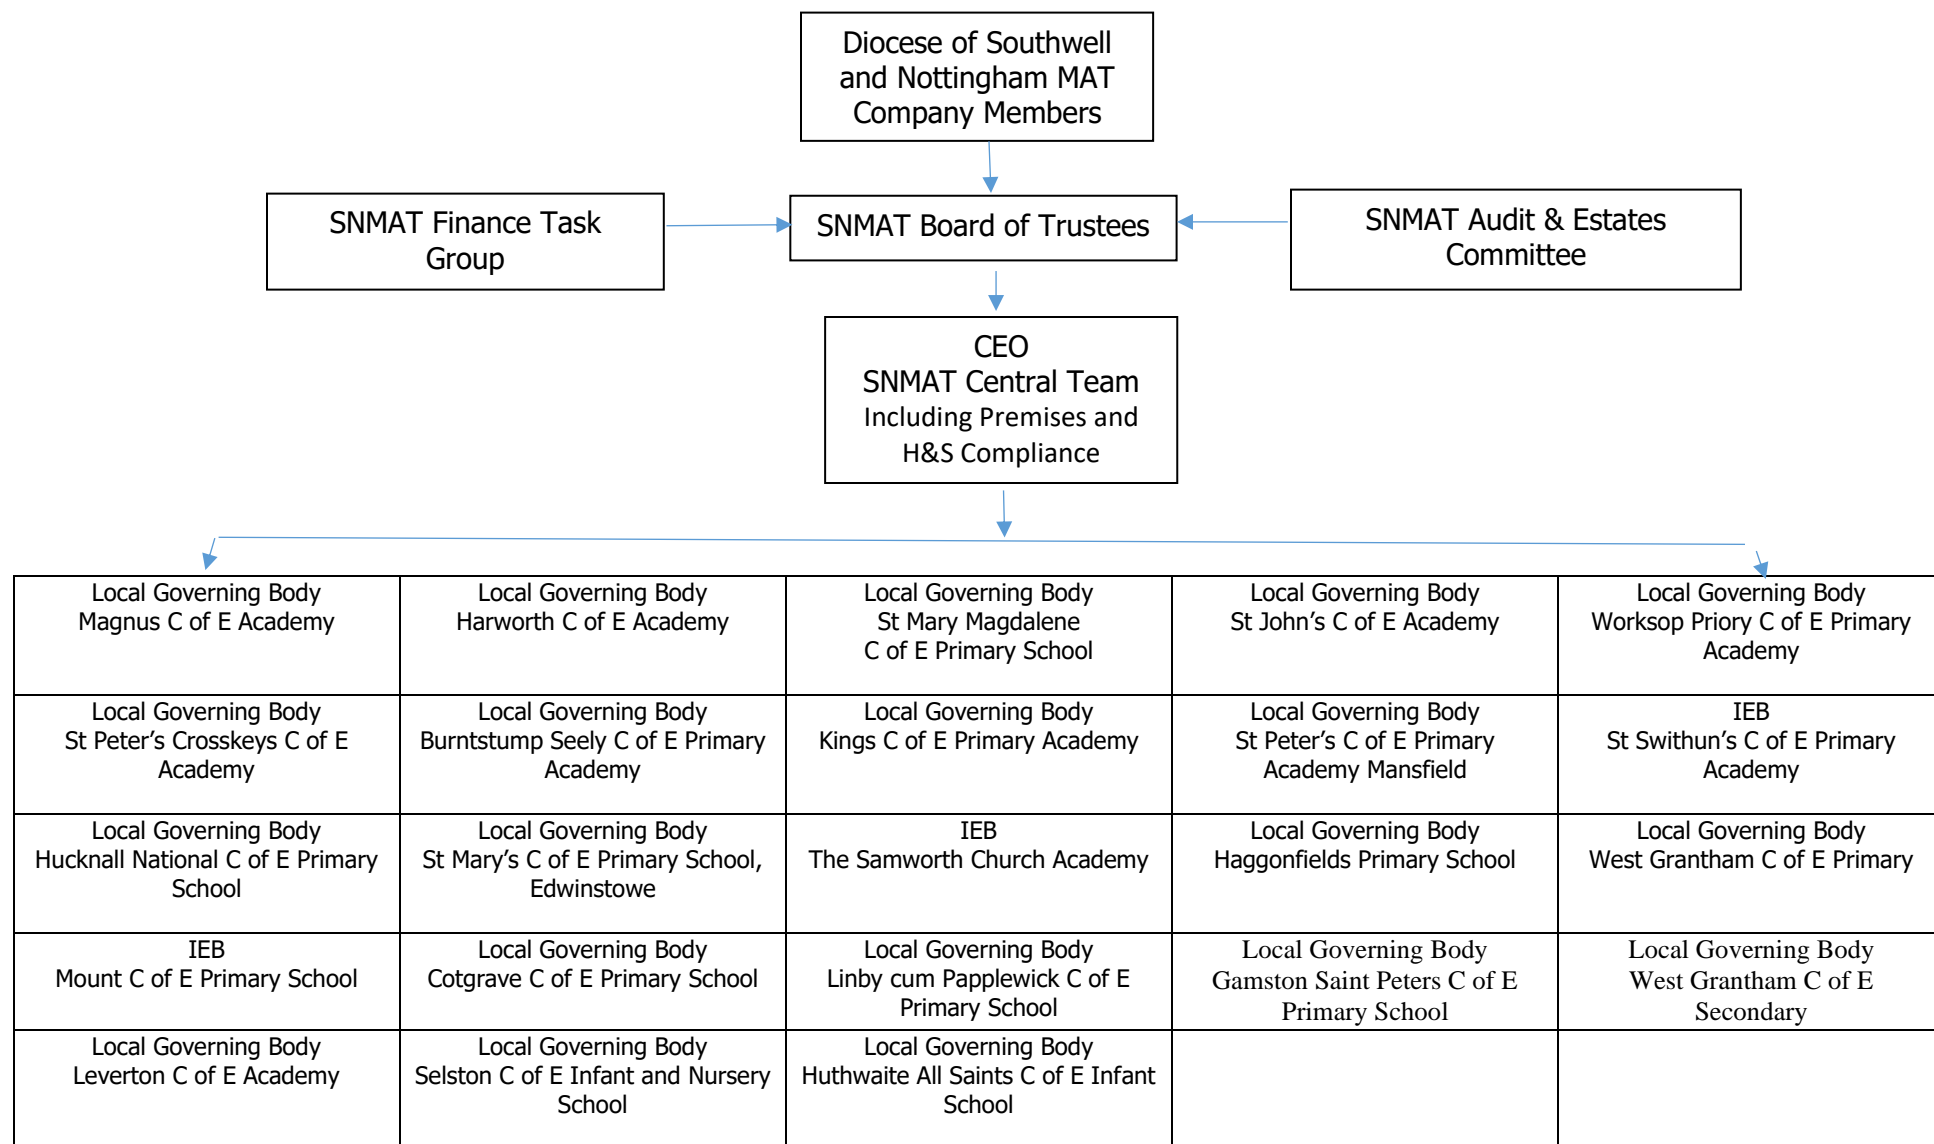 Diocese of Southwell
and Nottingham MAT
Company Members
SNMAT Finance Task
Group
SNMAT Board of Trustees
SNMAT Audit & Estates
Committee
CEO
SNMAT Central Team
Including Premises and
H&S Compliance
Local Governing Body
Magnus C of E Academy
Local Governing Body
Harworth C of E Academy
Local Governing Body
St Mary Magdalene
C of E Primary School
Local Governing Body
St John's C of E Academy
Local Governing Body
Worksop Priory C of E Primary
Academy
Local Governing Body
St Peter's Crosskeys C of E
Academy
Local Governing Body
Burntstump Seely C of E Primary
Academy
Local Governing Body
Kings C of E Primary Academy
Local Governing Body
St Peter's C of E Primary
Academy Mansfield
IEB
St Swithun's C of E Primary
Academy
Local Governing Body
Hucknall National C of E Primary
School
Local Governing Body
St Mary's C of E Primary School,
Edwinstowe
IEB
The Samworth Church Academy
Local Governing Body
Haggonfields Primary School
Local Governing Body
West Grantham C of E Primary
IEB
Mount C of E Primary School
Local Governing Body
Cotgrave C of E Primary School
Local Governing Body
Linby cum Papplewick C of E
Primary School
Local Governing Body
Gamston Saint Peters C of E
Primary School
Local Governing Body
West Grantham C of E
Secondary
Local Governing Body
Leverton C of E Academy
Local Governing Body
Selston C of E Infant and Nursery
School
Local Governing Body
Huthwaite All Saints C of E Infant
School